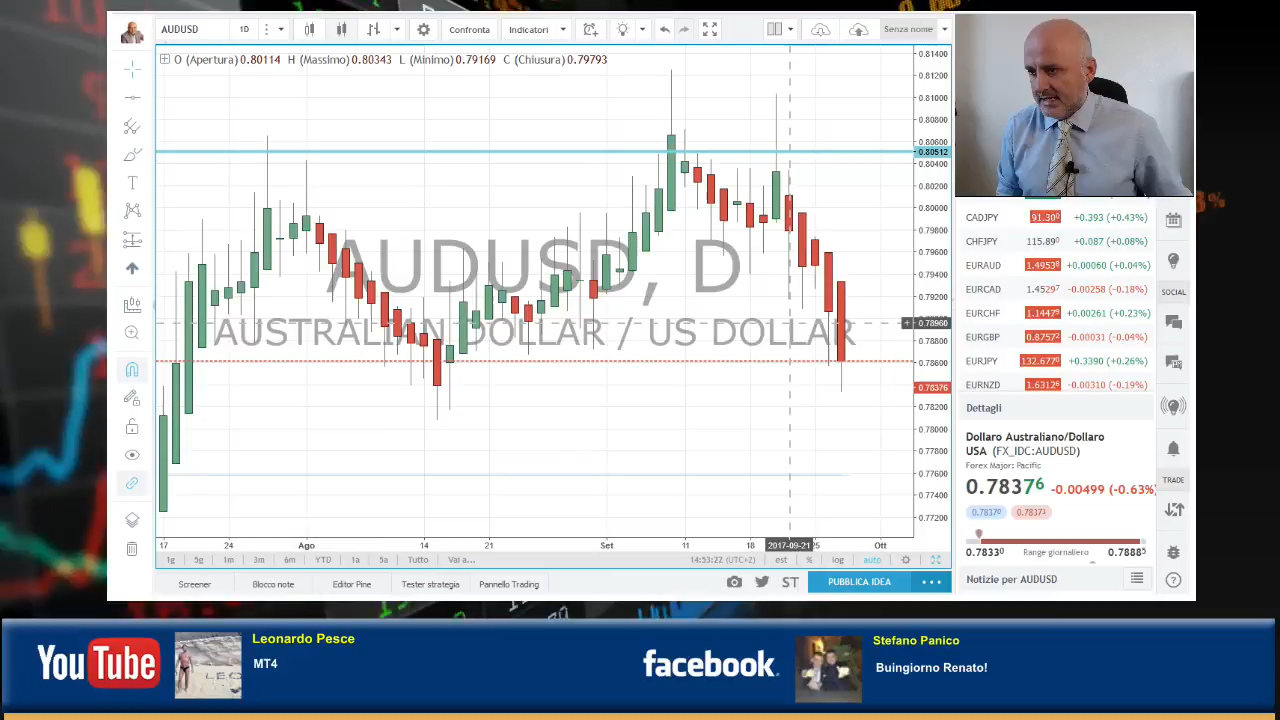 AUDUSD 1D Confronta Indicatori Senza nome
O (Apertura) 0.80114 H (Massimo) 0.80343 L (Minimo) 0.79169 C (Chiusura) 0.79793
AUDUSD, D
AUSTRALIAN DOLLAR / US DOLLAR
0.81400
0.81200
0.81000
0.80800
0.80600
0.80512
0.80400
0.80200
0.80000
0.79800
0.79600
0.79400
0.79200
0.78960
0.78800
0.78600
0.78376
0.78200
0.78000
0.77800
0.77600
0.77400
0.77200
17 24 Ago 14 21 Set 11 18 2017-09-21 25 Ott
1g 5g 1m 3m 6m YTD 1a 5a Tutto Vai a... 14:53:22 (UTC+2) est % log auto
Screener Blocco note Editor Pine Tester strategia Pannello Trading ST PUBBLICA IDEA
CADJPY 91.300 +0.393 (+0.43%)
CHFJPY 115.890 +0.087 (+0.08%)
EURAUD 1.49538 +0.00060 (+0.04%)
EURCAD 1.45297 -0.00258 (-0.18%)
EURCHF 1.14479 +0.00261 (+0.23%)
EURGBP 0.87572 -0.00031 (-0.04%)
EURJPY 132.6770 +0.3390 (+0.26%)
EURNZD 1.63126 -0.00310 (-0.19%)
Dettagli
Dollaro Australiano/Dollaro
USA (FX_IDC:AUDUSD)
Forex Major: Pacific
0.78376 -0.00499 (-0.63%)
0.78370 0.78371
0.78330 Range giornaliero 0.78885
Notizie per AUDUSD
SOCIAL
TRADE
YouTube
Leonardo Pesce
MT4
facebook.
Stefano Panico
Buingiorno Renato!